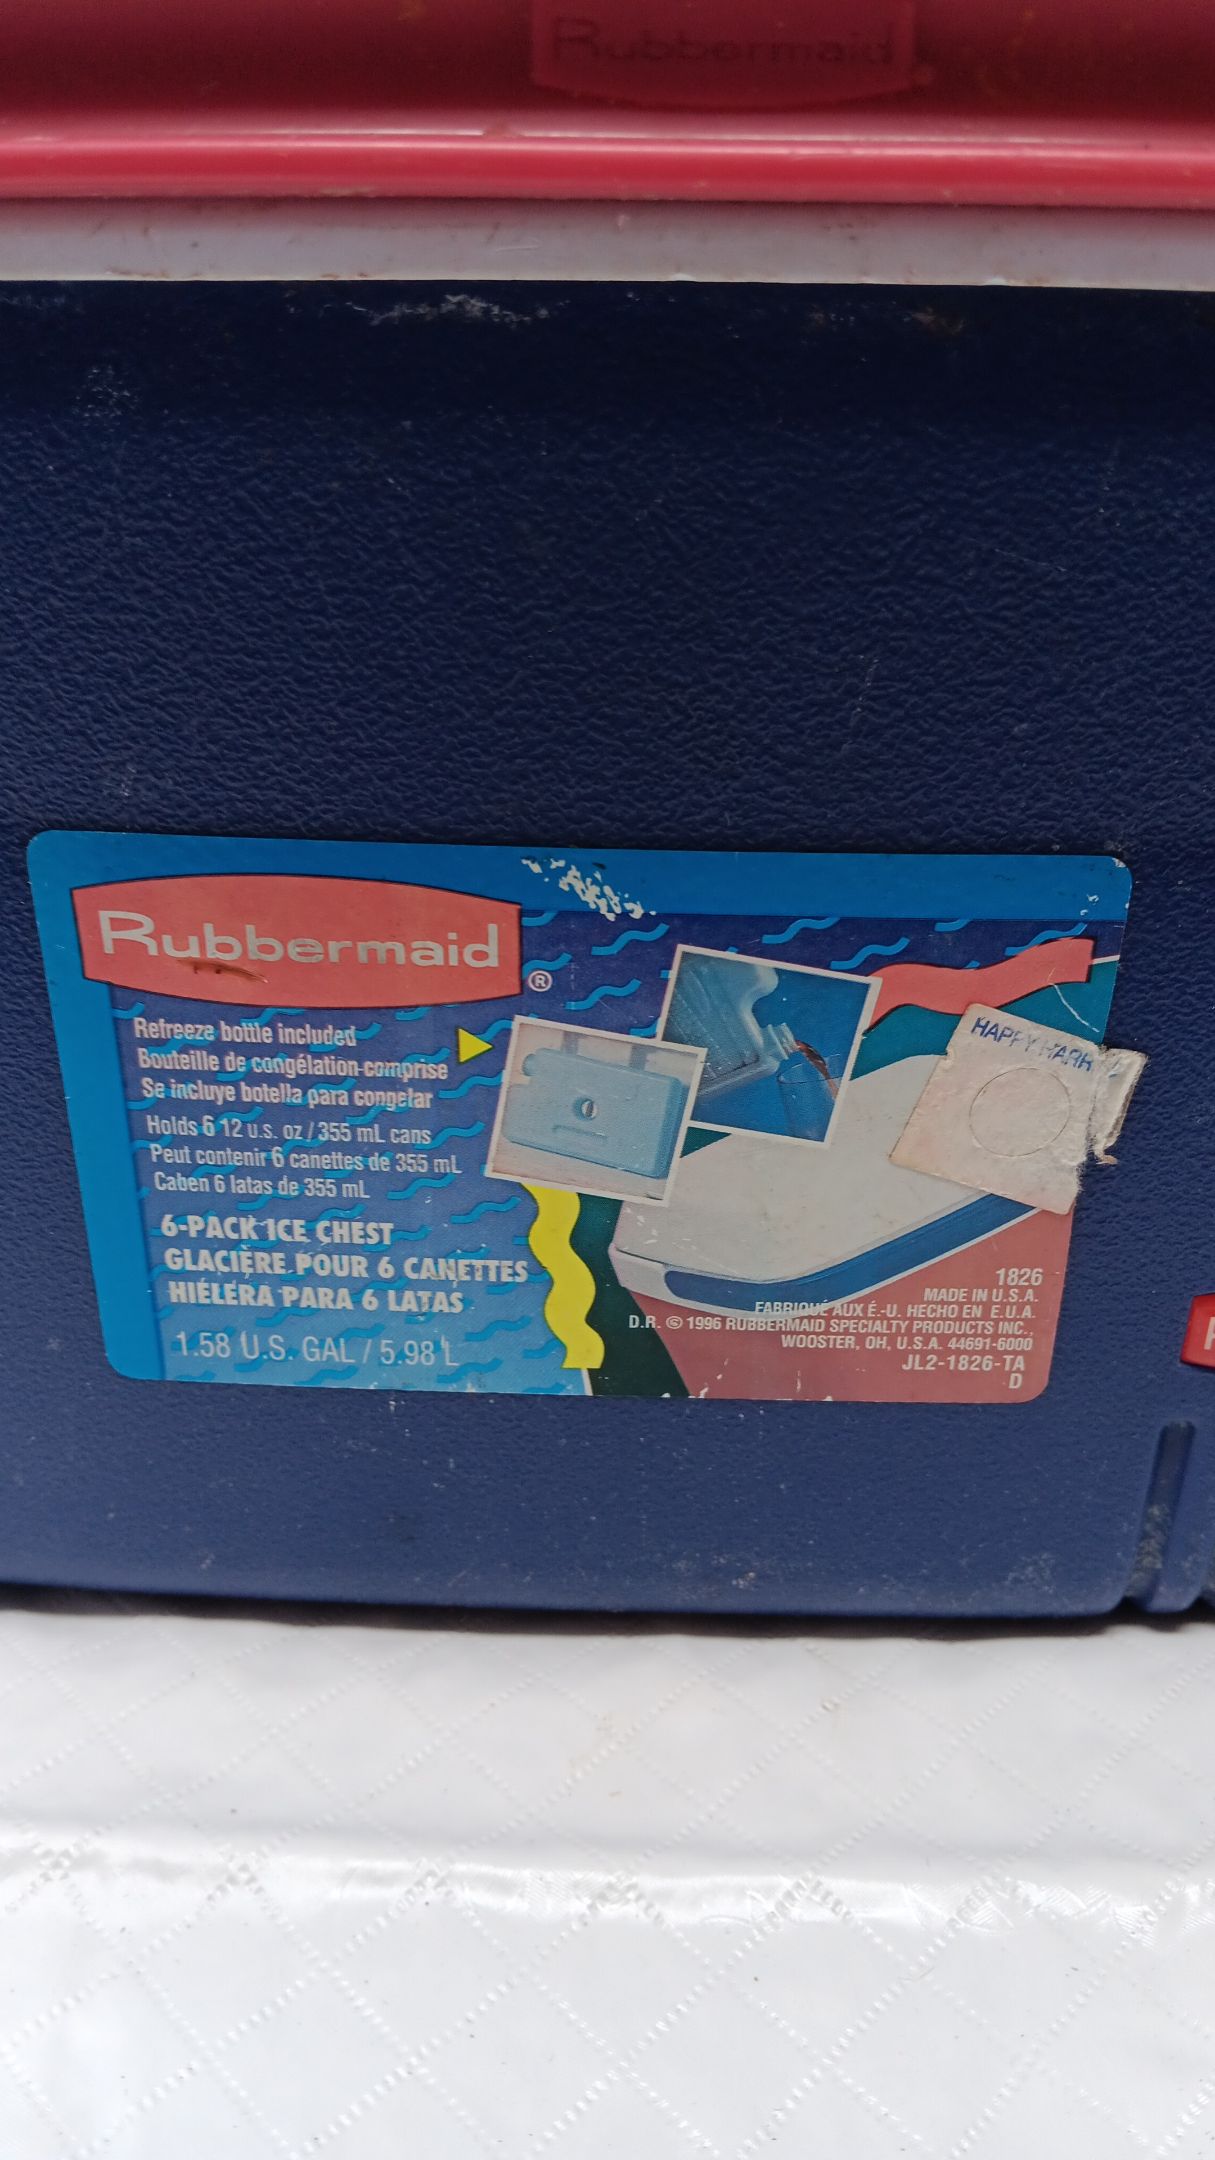 Rubbermaid
Rubbermaid®
Refreeze bottle included
Bouteille de congélation comprise
Se incluye botella para congelar
Holds 6 12 u.s. oz / 355 mL cans
Peut contenir 6 canettes de 355 mL
Caben 6 latas de 355 mL
6-PACK ICE CHEST
GLACIÈRE POUR 6 CANETTES
HIELERA PARA 6 LATAS
1.58 U.S. GAL / 5.98 L
HAPPY HARR
1826
MADE IN U.S.A.
FABRIQUÉ AUX É.-U. HECHO EN E.U.A.
D.R. © 1996 RUBBERMAID SPECIALTY PRODUCTS INC.,
WOOSTER, OH, U.S.A. 44691-6000
JL2-1826-TA
D